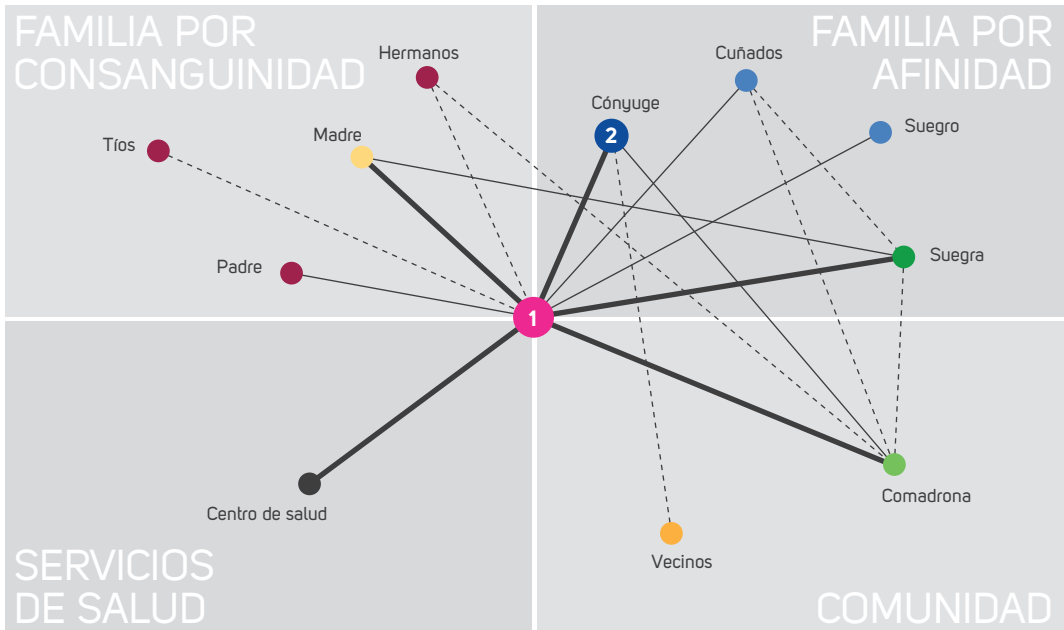 FAMILIA POR
CONSANGUINIDAD
Hermanos
Madre
Tíos
Padre
FAMILIA POR
AFINIDAD
Cuñados
Cónyuge
2
Suegro
Suegra
1
Centro de salud
SERVICIOS
DE SALUD
Comadrona
Vecinos
COMUNIDAD